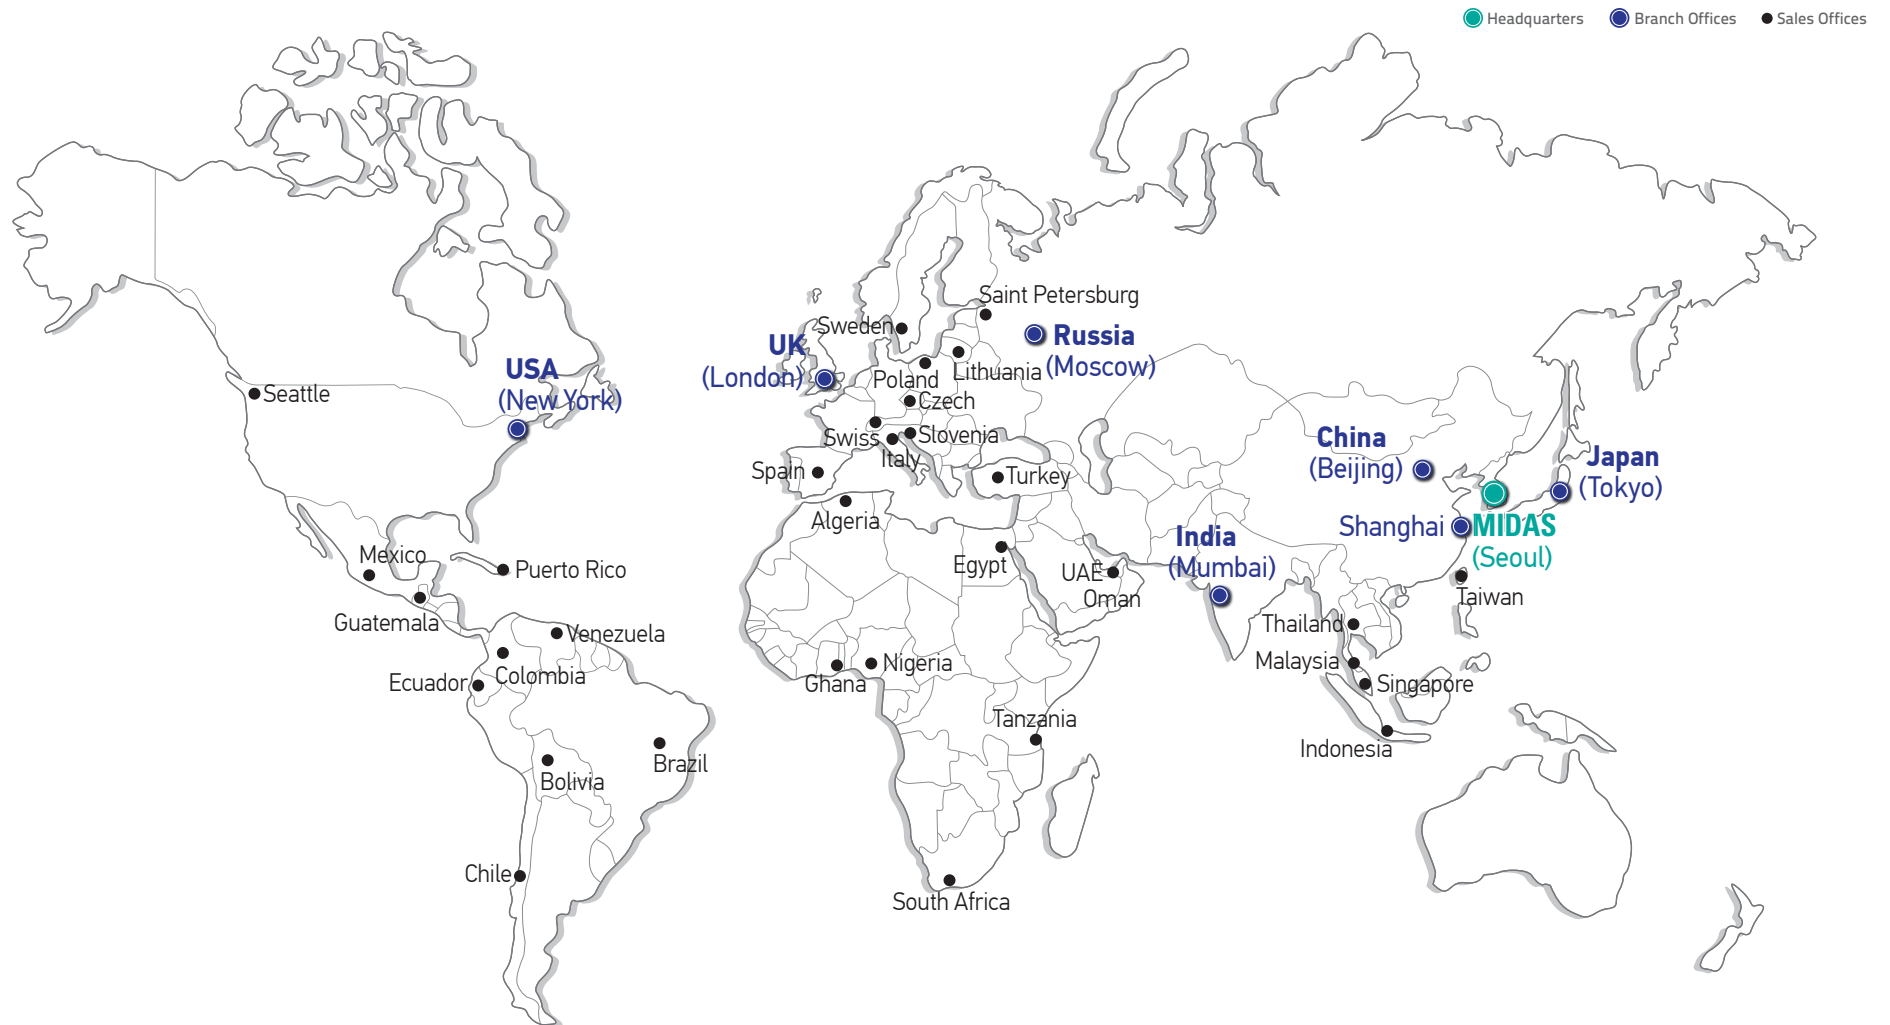 Headquarters
Branch Offices
Sales Offices
Saint Petersburg
Sweden
Russia
(Moscow)
UK
(London)
Lithuania
Poland
Czech
USA
(New York)
Seattle
Swiss
Slovenia
Italy
Spain
Turkey
China
(Beijing)
Japan
(Tokyo)
Algeria
Shanghai
MIDAS
(Seoul)
India
(Mumbai)
Mexico
Puerto Rico
Egypt
UAE
Oman
Taiwan
Guatemala
Venezuela
Thailand
Colombia
Ecuador
Nigeria
Ghana
Malaysia
Singapore
Tanzania
Indonesia
Brazil
Bolivia
Chile
South Africa